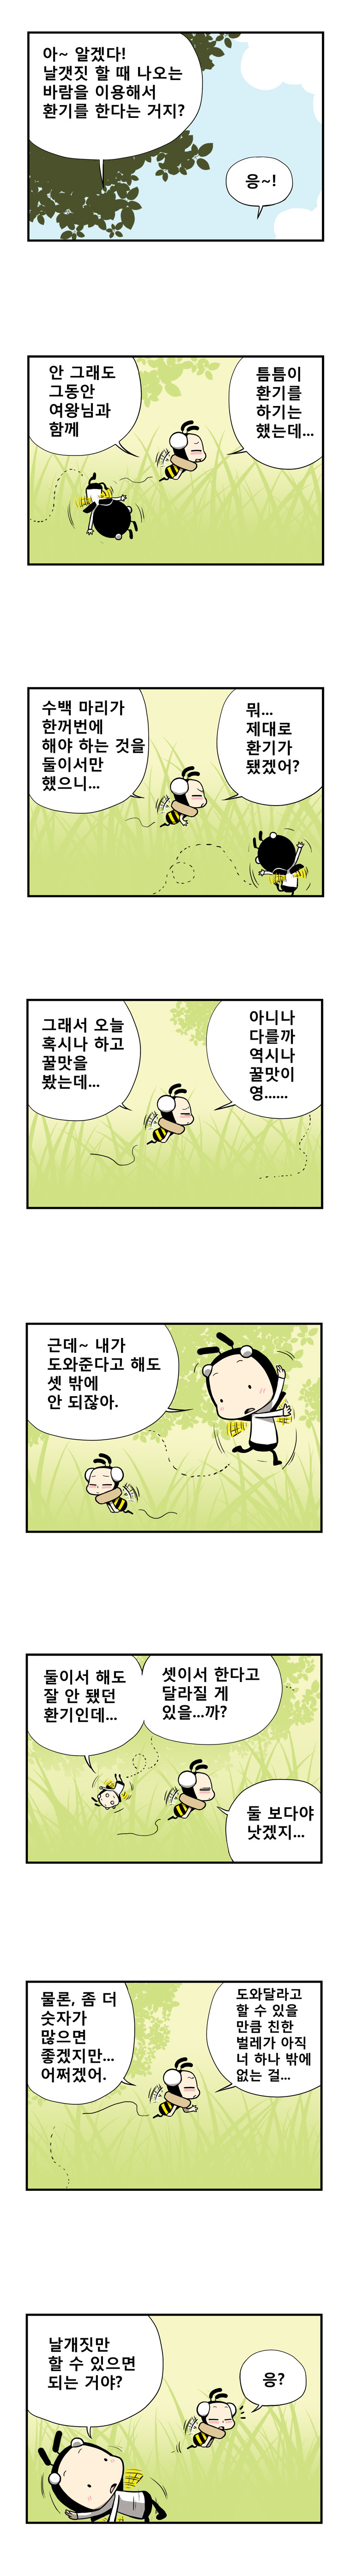 아~ 알겠다!
날갯짓 할 때 나오는
바람을 이용해서
환기를 한다는 거지?
응~!
안 그래도
그동안
여왕님과
함께
틈틈이
환기를
하기는
했는데...
수백 마리가
한꺼번에
해야 하는 것을
둘이서만
했으니...
뭐...
제대로
환기가
됐겠어?
그래서 오늘
혹시나 하고
꿀맛을
봤는데...
아니나
다를까
역시나
꿀맛이
영......
근데~ 내가
도와준다고 해도
셋 밖에
안 되잖아.
둘이서 해도
잘 안 됐던
환기인데...
셋이서 한다고
달라질 게
있을...까?
둘 보다야
낫겠지...
물론, 좀 더
숫자가
많으면
좋겠지만...
어쩌겠어.
도와달라고
할 수 있을
만큼 친한
벌레가 아직
너 하나 밖에
없는 걸...
날개짓만
할 수 있으면
되는 거야?
응?